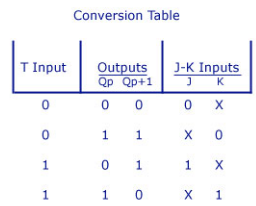 Conversion Table
T Input Outputs J-K Inputs
Qp Qp+1 J K
0 0 0 0 X
0 1 1 X 0
1 0 1 1 X
1 1 0 X 1